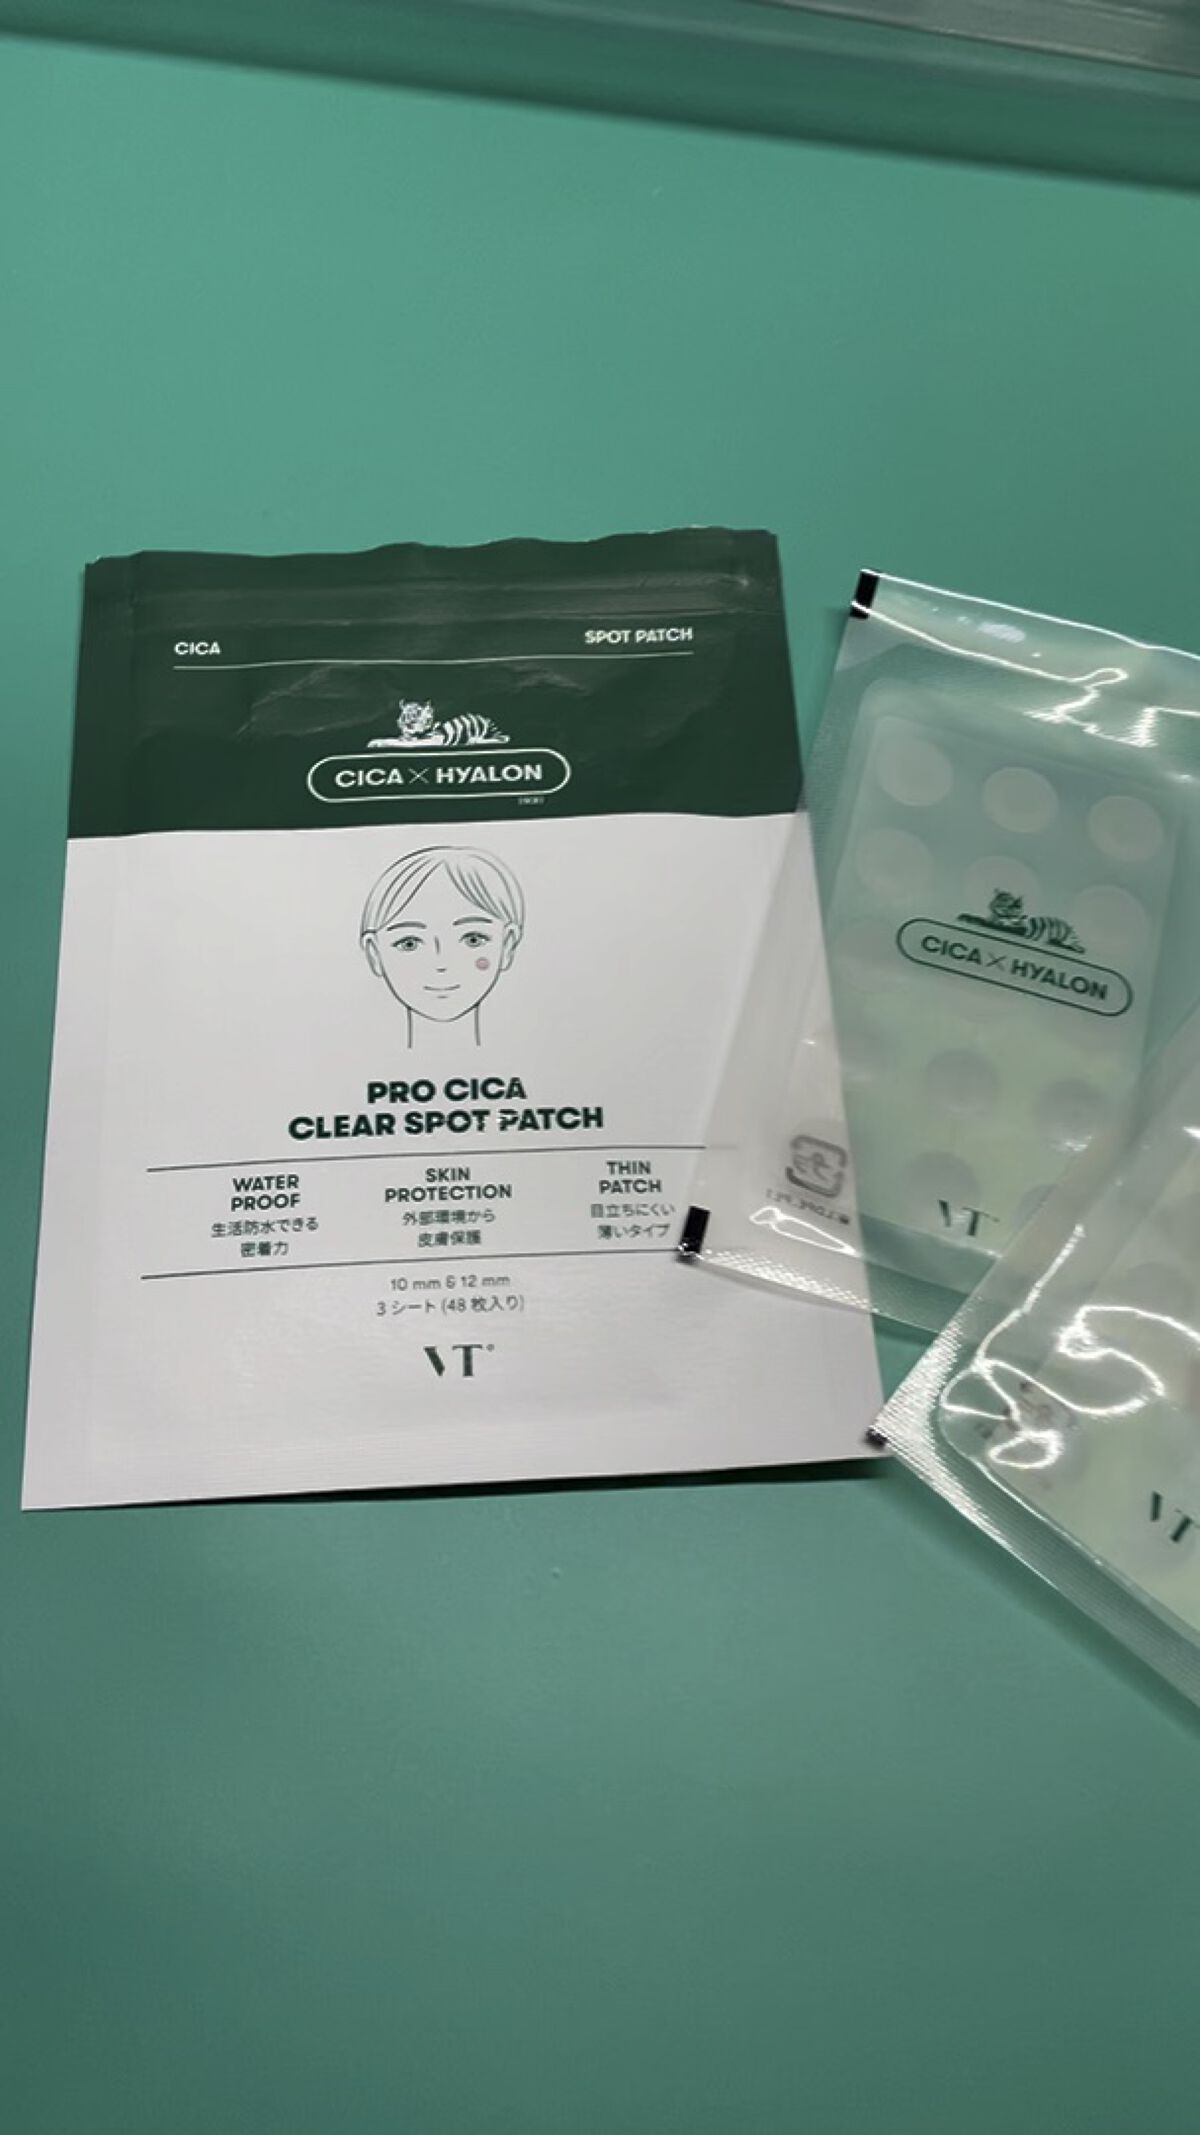 CICA
SPOT PATCH
CICA × HYALON
PRO CICA
CLEAR SPOT PATCH
WATER
PROOF
生活防水できる
密着力
SKIN
PROTECTION
外部環境から
皮膚保護
THIN
PATCH
目立ちにくい
薄いタイプ
10 mm & 12 mm
3 シート (48 枚入り)
VT
CICA × HYALON
VT
VT